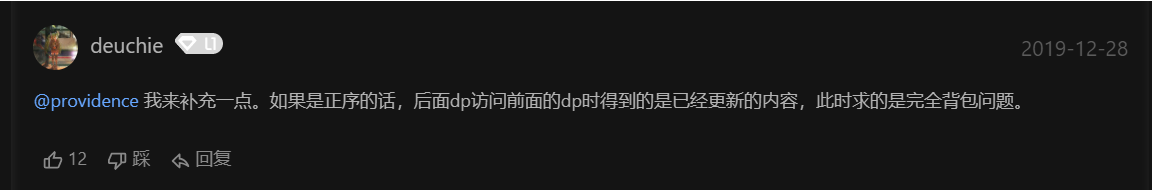 deuchie L1
2019-12-28
@providence 我来补充一点。如果是正序的话，后面dp访问前面的dp时得到的是已经更新的内容，此时求的是完全背包问题。
12 踩 回复